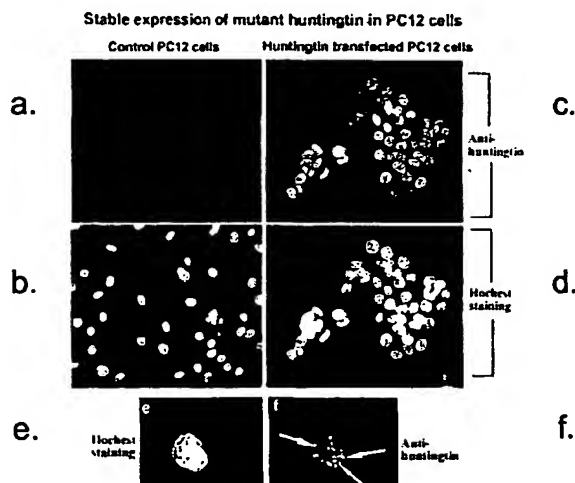 Stable expression of mutant huntingtin in PC12 cells
Control PC12 cells
Huntingtin transfected PC12 cells
a.
c.
Anti-
huntingtin
b.
d.
Hochest
staining
e.
Hochest
staining
e
f
Anti-
huntingtin
f.